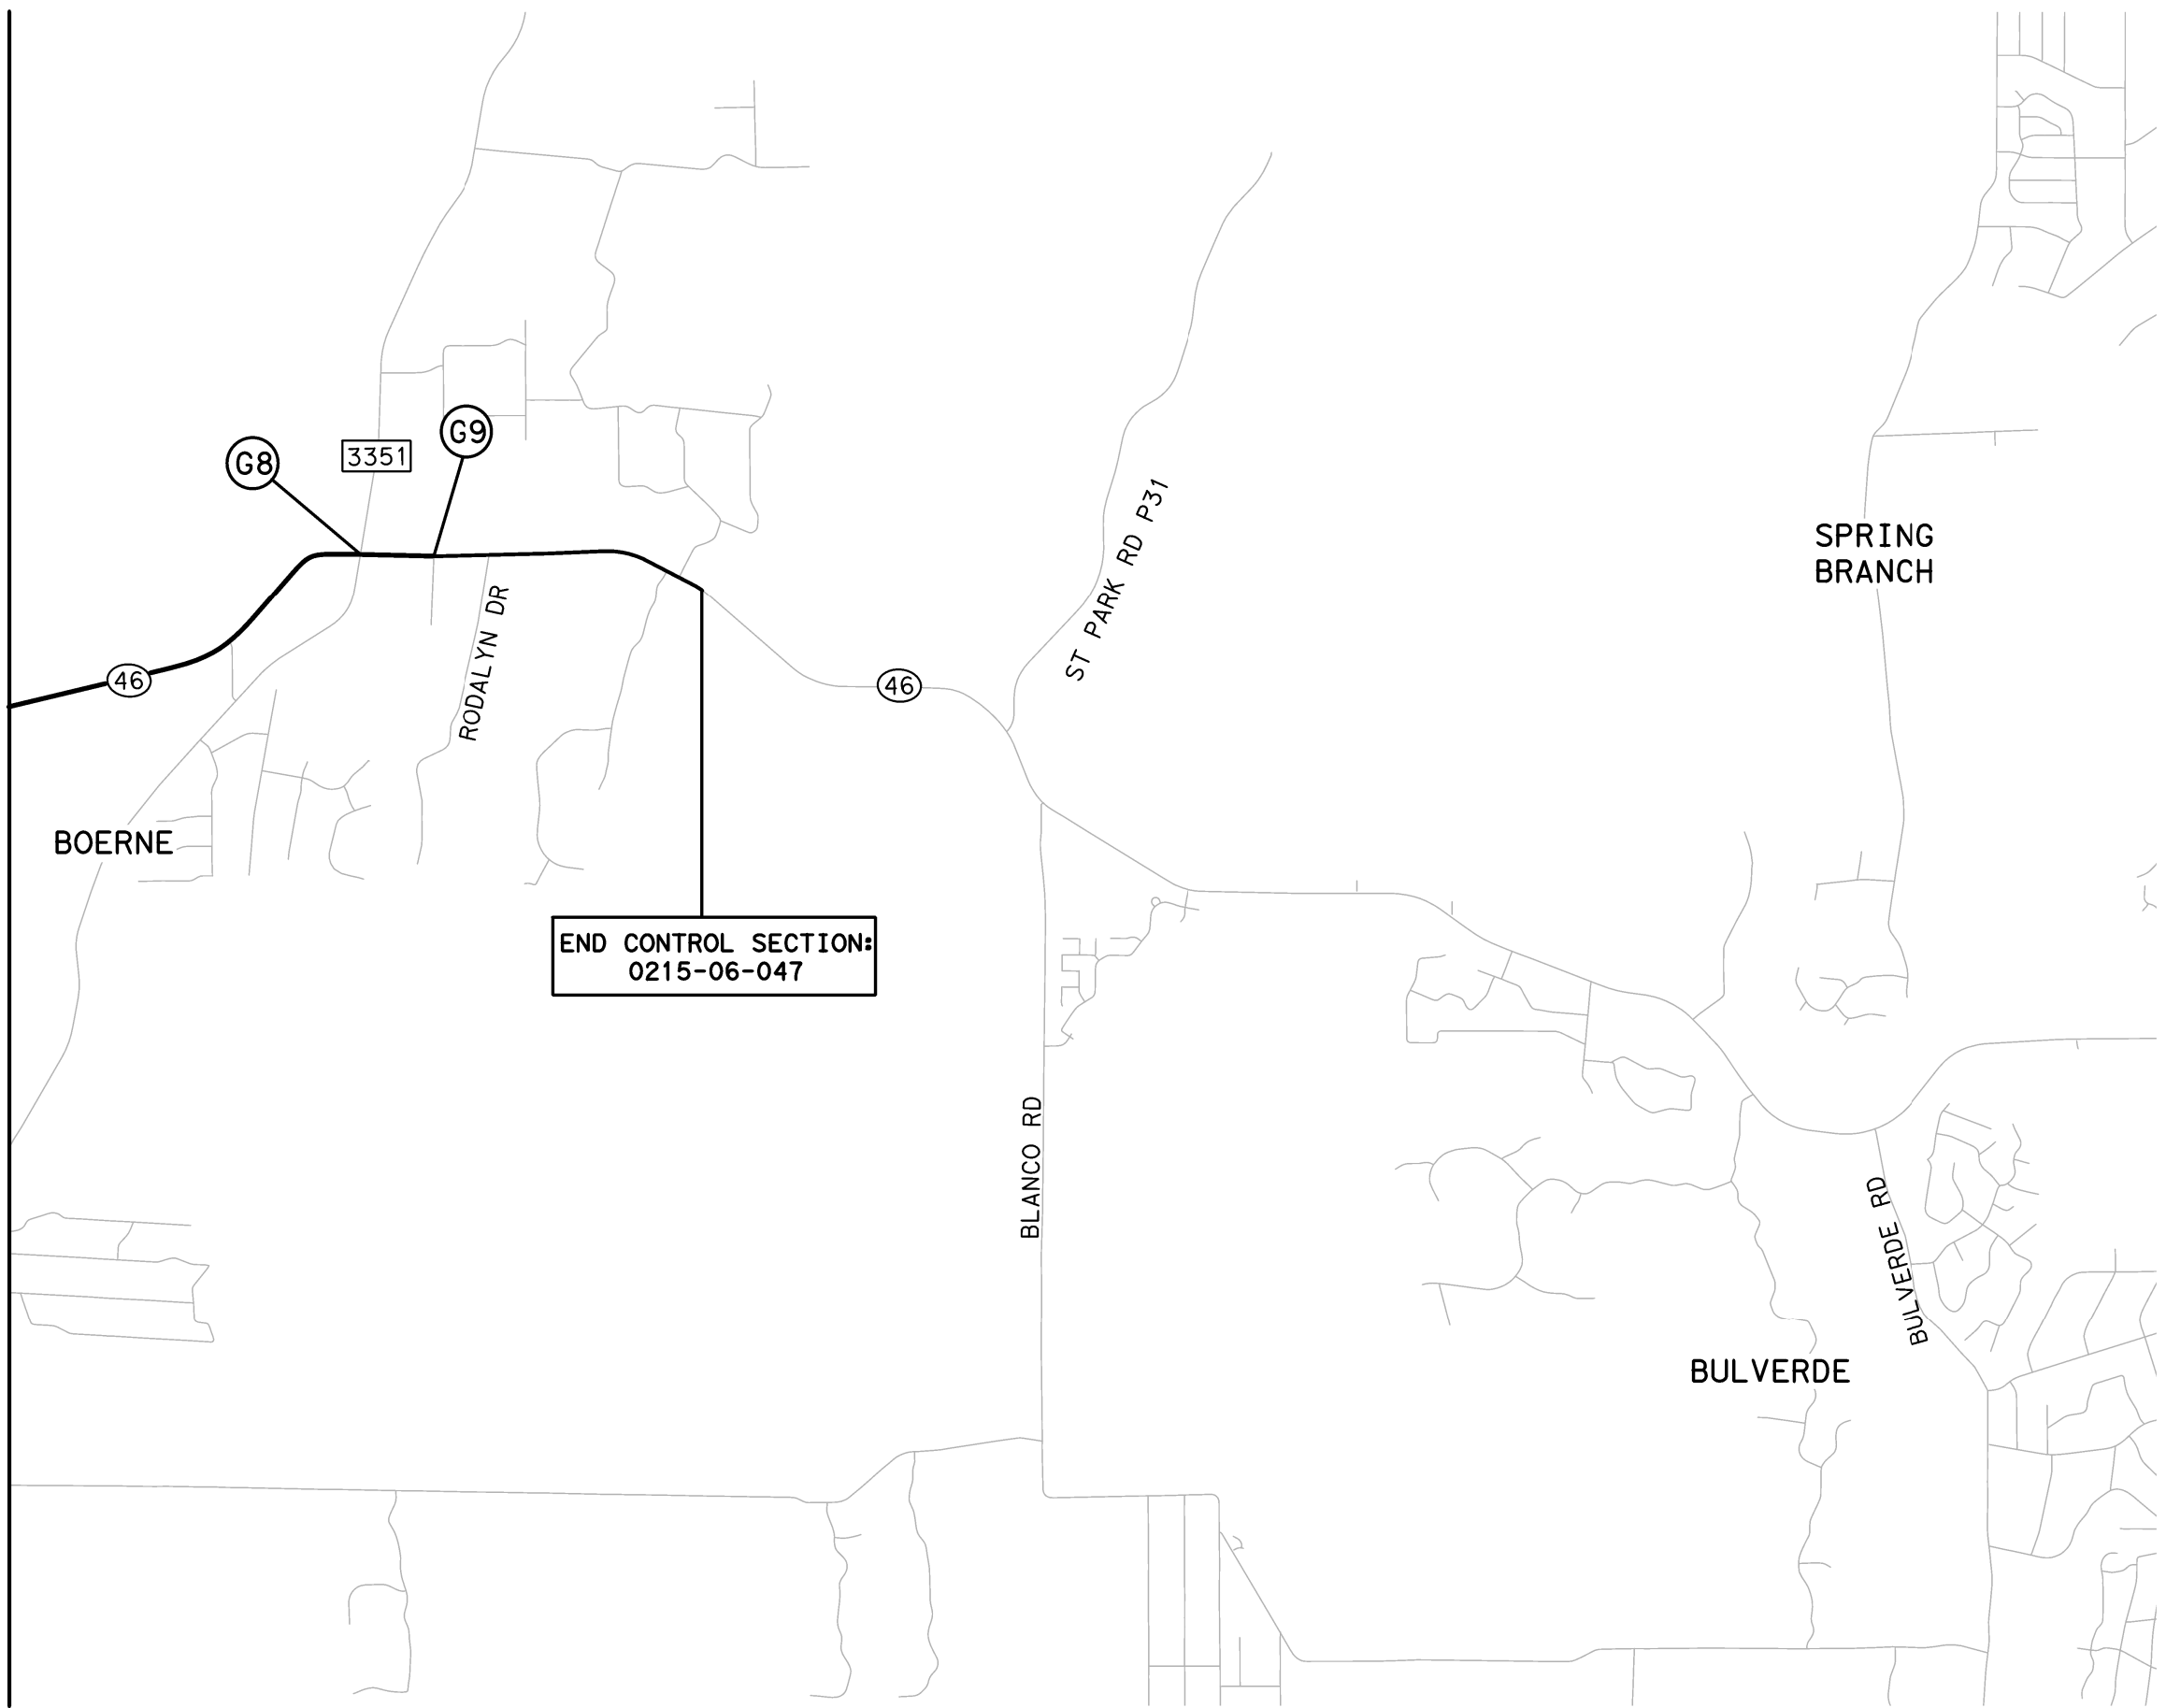 G9
G8
3351
ST PARK RD P31
SPRING
BRANCH
RODALYN DR
46
46
BOERNE
END CONTROL SECTION:
0215-06-047
BLANCO RD
BULVERDE RD
BULVERDE